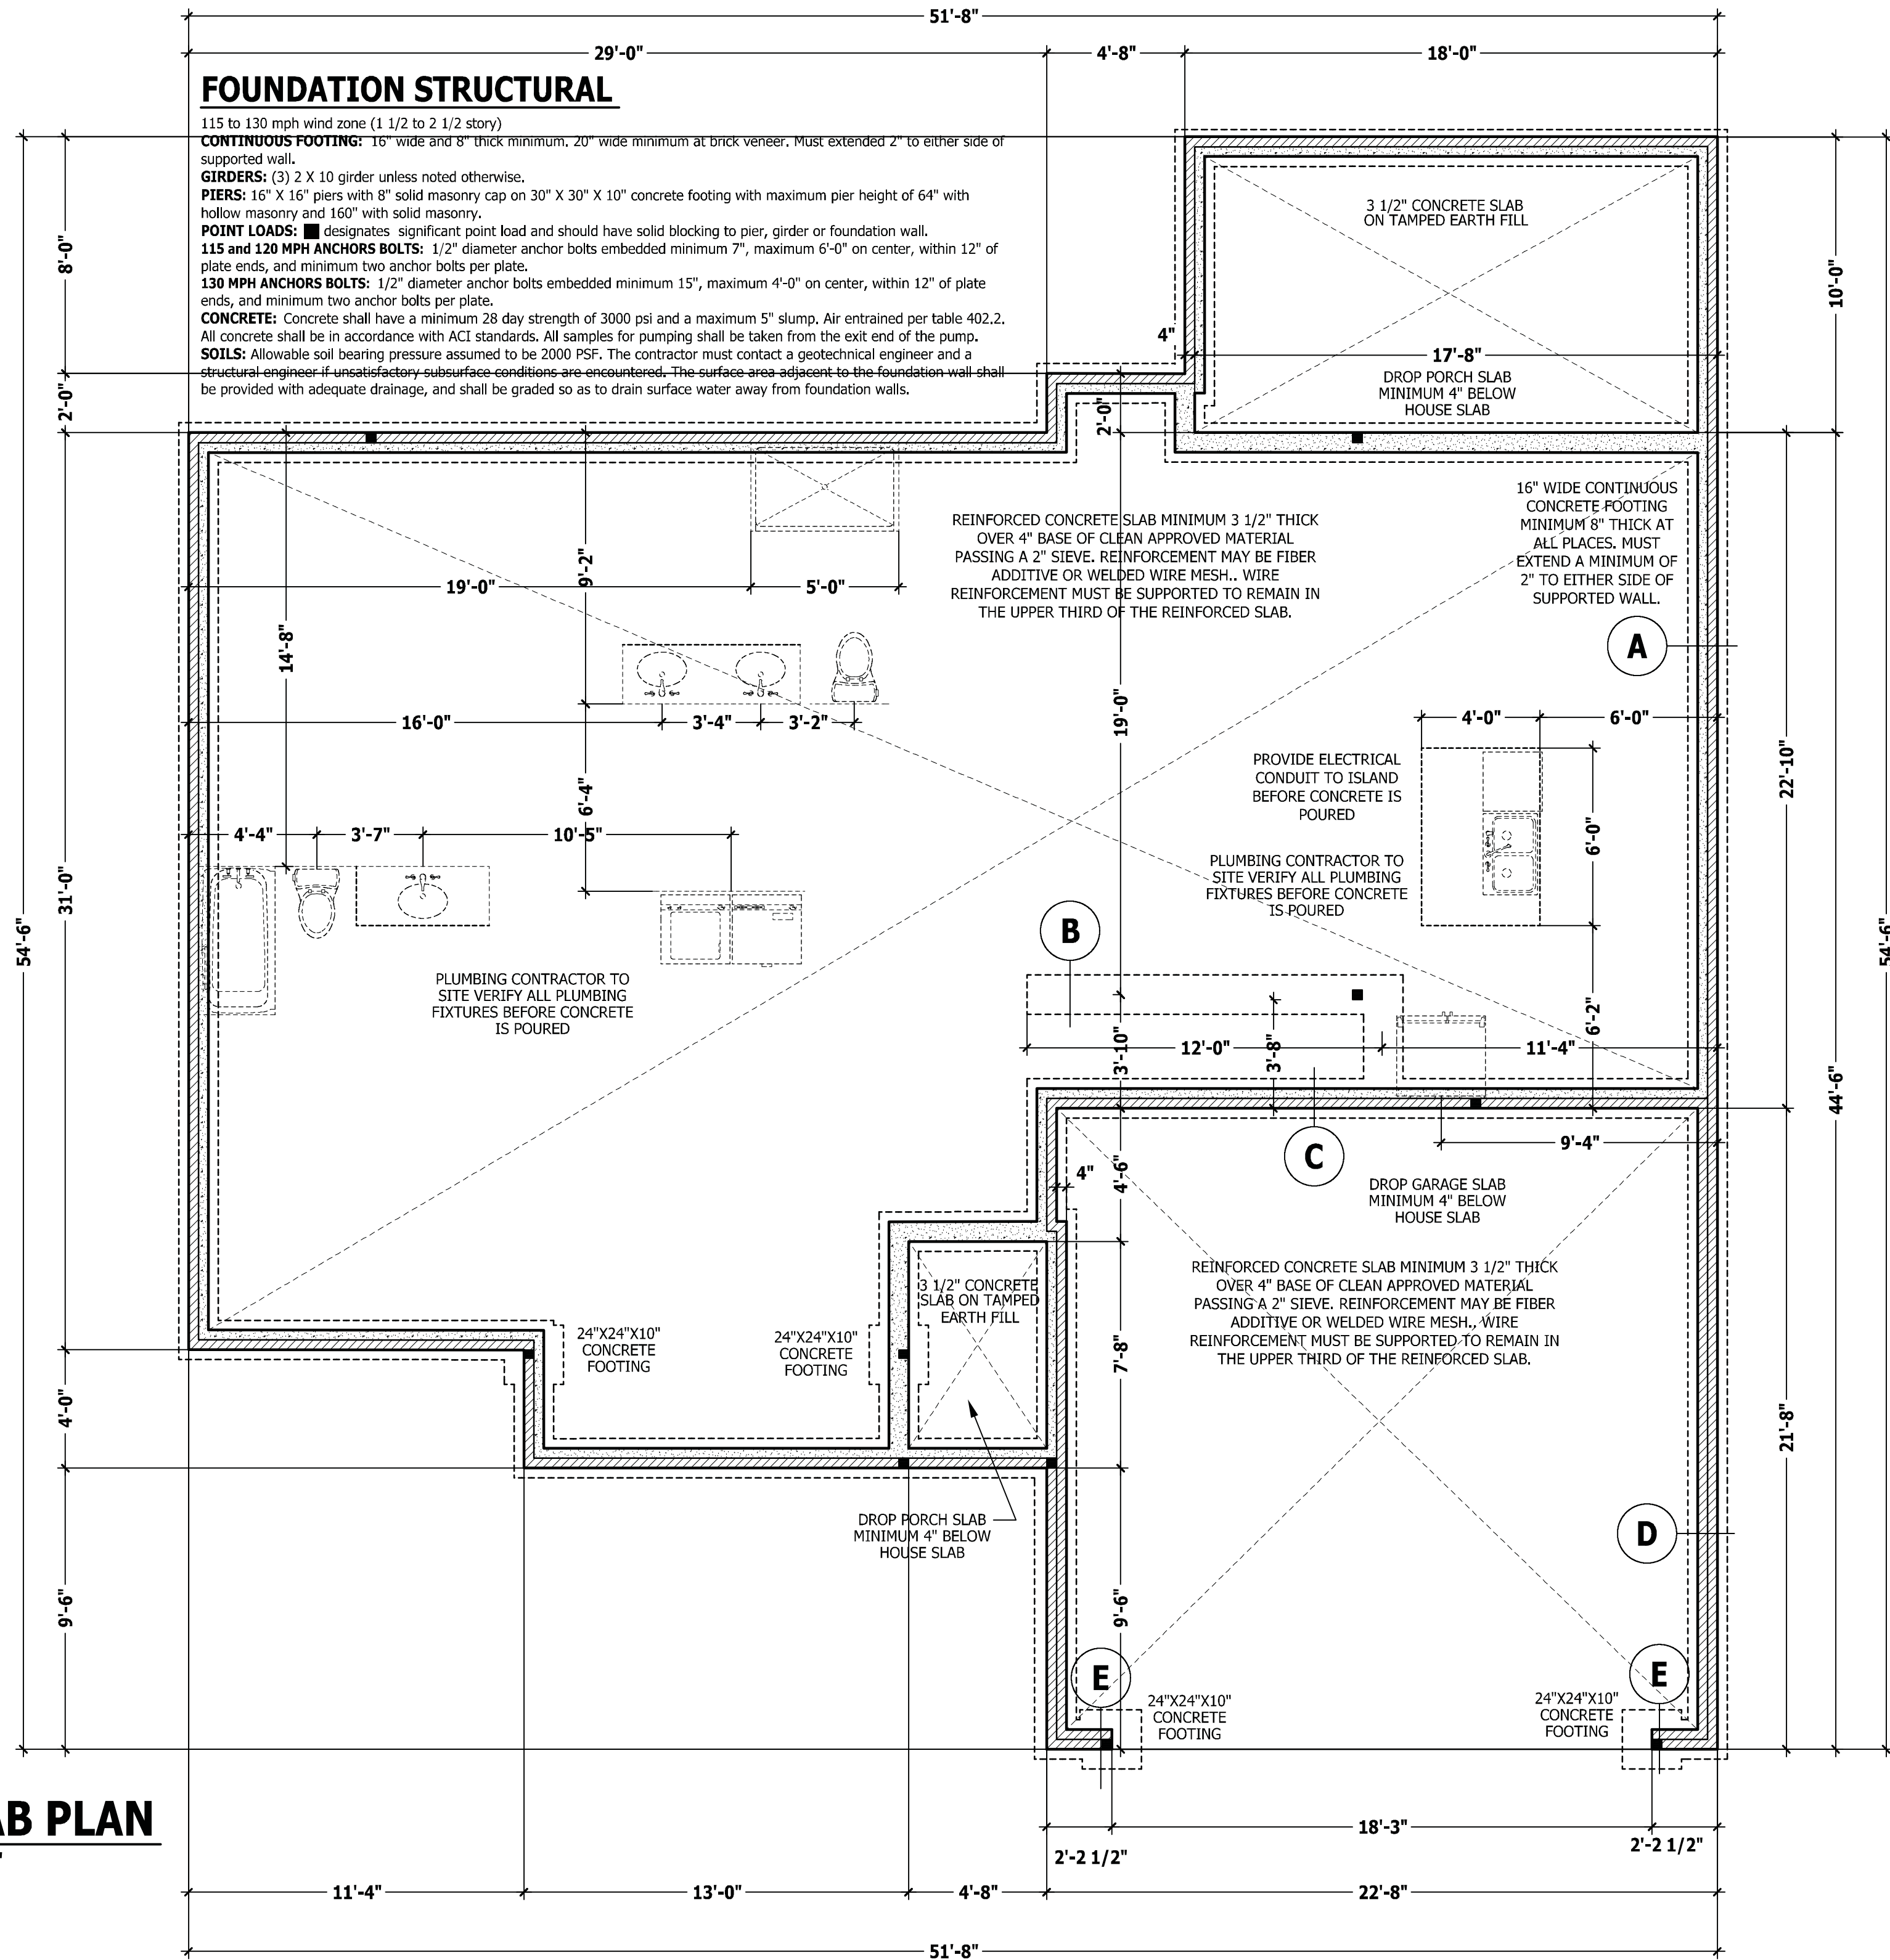 51'-8"
29'-0"
4'-8"
18'-0"
FOUNDATION STRUCTURAL
115 to 130 mph wind zone (1 1/2 to 2 1/2 story)
CONTINUOUS FOOTING: 16" wide and 8" thick minimum. 20" wide minimum at brick veneer. Must extended 2" to either side of
supported wall.
GIRDERS: (3) 2 X 10 girder unless noted otherwise.
PIERS: 16" X 16" piers with 8" solid masonry cap on 30" X 30" X 10" concrete footing with maximum pier height of 64" with
hollow masonry and 160" with solid masonry.
POINT LOADS: designates significant point load and should have solid blocking to pier, girder or foundation wall.
115 and 120 MPH ANCHORS BOLTS: 1/2" diameter anchor bolts embedded minimum 7", maximum 6'-0" on center, within 12" of
plate ends, and minimum two anchor bolts per plate.
130 MPH ANCHORS BOLTS: 1/2" diameter anchor bolts embedded minimum 15", maximum 4'-0" on center, within 12" of plate
ends, and minimum two anchor bolts per plate.
CONCRETE: Concrete shall have a minimum 28 day strength of 3000 psi and a maximum 5" slump. Air entrained per table 402.2.
All concrete shall be in accordance with ACI standards. All samples for pumping shall be taken from the exit end of the pump.
SOILS: Allowable soil bearing pressure assumed to be 2000 PSF. The contractor must contact a geotechnical engineer and a
structural engineer if unsatisfactory subsurface conditions are encountered. The surface area adjacent to the foundation wall shall
be provided with adequate drainage, and shall be graded so as to drain surface water away from foundation walls.
8'-0"
2'-0"
3 1/2" CONCRETE SLAB
ON TAMPED EARTH FILL
10'-0"
4"
17'-8"
DROP PORCH SLAB
MINIMUM 4" BELOW
HOUSE SLAB
2'-0"
REINFORCED CONCRETE SLAB MINIMUM 3 1/2" THICK
OVER 4" BASE OF CLEAN APPROVED MATERIAL
PASSING A 2" SIEVE. REINFORCEMENT MAY BE FIBER
ADDITIVE OR WELDED WIRE MESH.. WIRE
REINFORCEMENT MUST BE SUPPORTED TO REMAIN IN
THE UPPER THIRD OF THE REINFORCED SLAB.
16" WIDE CONTINUOUS
CONCRETE FOOTING
MINIMUM 8" THICK AT
ALL PLACES. MUST
EXTEND A MINIMUM OF
2" TO EITHER SIDE OF
SUPPORTED WALL.
A
9'-2"
19'-0"
5'-0"
14'-8"
16'-0"
3'-4"
3'-2"
19'-0"
4'-0"
6'-0"
22'-10"
PROVIDE ELECTRICAL
CONDUIT TO ISLAND
BEFORE CONCRETE IS
POURED
6'-4"
4'-4"
3'-7"
10'-5"
6'-0"
PLUMBING CONTRACTOR TO
SITE VERIFY ALL PLUMBING
FIXTURES BEFORE CONCRETE
IS POURED
31'-0"
54'-6"
54'-6"
B
PLUMBING CONTRACTOR TO
SITE VERIFY ALL PLUMBING
FIXTURES BEFORE CONCRETE
IS POURED
6'-2"
3'-10"
12'-0"
3'-8"
11'-4"
44'-6"
9'-4"
C
4"
4'-6"
DROP GARAGE SLAB
MINIMUM 4" BELOW
HOUSE SLAB
REINFORCED CONCRETE SLAB MINIMUM 3 1/2" THICK
OVER 4" BASE OF CLEAN APPROVED MATERIAL
PASSING A 2" SIEVE. REINFORCEMENT MAY BE FIBER
ADDITIVE OR WELDED WIRE MESH.. WIRE
REINFORCEMENT MUST BE SUPPORTED TO REMAIN IN
THE UPPER THIRD OF THE REINFORCED SLAB.
3 1/2" CONCRETE
SLAB ON TAMPED
EARTH FILL
24"X24"X10"
CONCRETE
FOOTING
24"X24"X10"
CONCRETE
FOOTING
7'-8"
4'-0"
21'-8"
DROP PORCH SLAB
MINIMUM 4" BELOW
HOUSE SLAB
D
9'-6"
9'-6"
E
E
24"X24"X10"
CONCRETE
FOOTING
24"X24"X10"
CONCRETE
FOOTING
AB PLAN
18'-3"
2'-2 1/2"
2'-2 1/2"
11'-4"
13'-0"
4'-8"
22'-8"
51'-8"